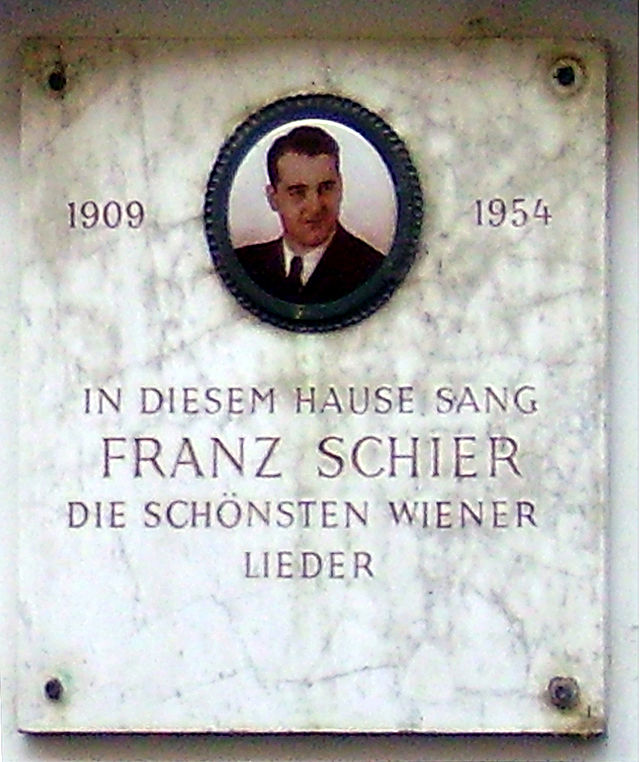 1909 1954
IN DIESEM HAUSE SANG
FRANZ SCHIER
DIE SCHÖNSTEN WIENER
LIEDER